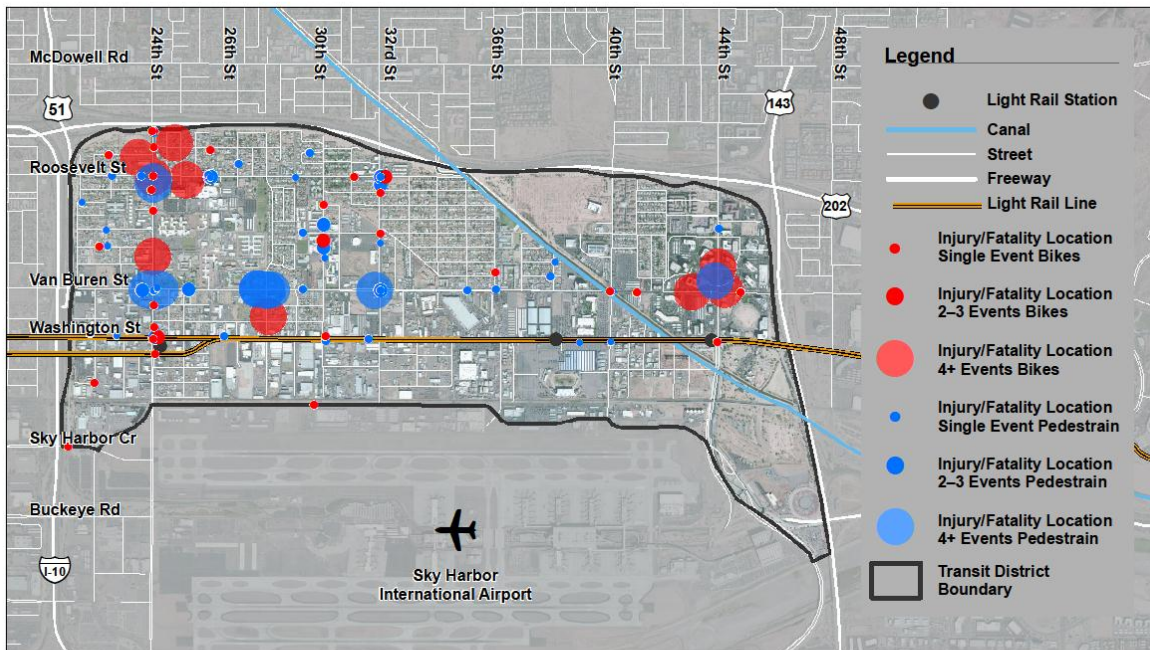 24th St
26th St
30th St
32rd St
36th St
40th St
44th St
48th St
McDowell Rd
51
143
Roosevelt St
202
Van Buren St
Washington St
Sky Harbor Cr
Buckeye Rd
I-10
Sky Harbor
International Airport
Legend
Light Rail Station
Canal
Street
Freeway
Light Rail Line
Injury/Fatality Location
Single Event Bikes
Injury/Fatality Location
2–3 Events Bikes
Injury/Fatality Location
4+ Events Bikes
Injury/Fatality Location
Single Event Pedestrain
Injury/Fatality Location
2–3 Events Pedestrain
Injury/Fatality Location
4+ Events Pedestrain
Transit District
Boundary